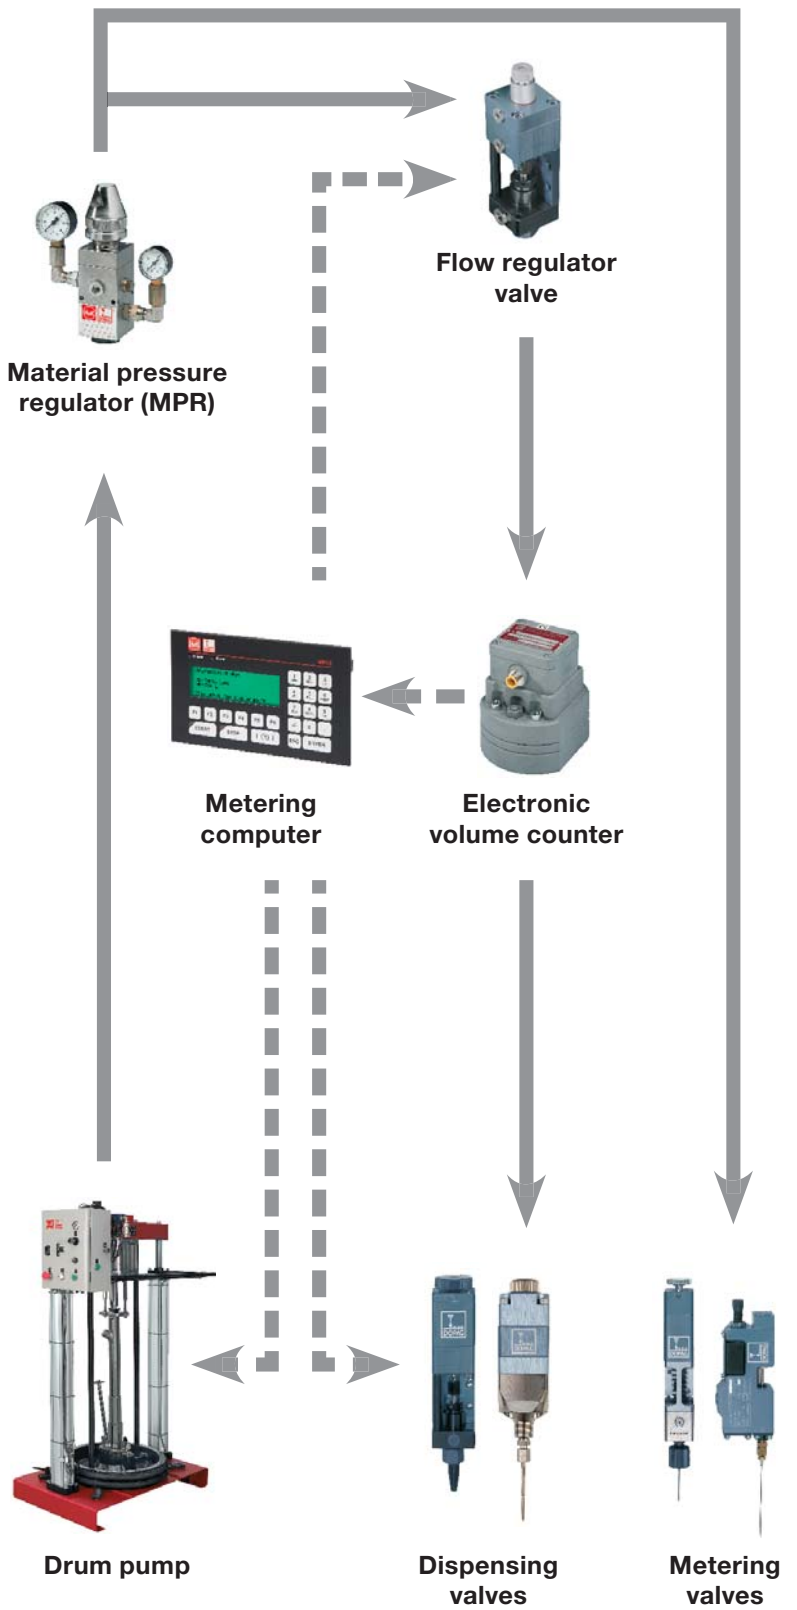 Flow regulator
valve
Material pressure
regulator (MPR)
Metering
computer
Electronic
volume counter
Drum pump
Dispensing
valves
Metering
valves